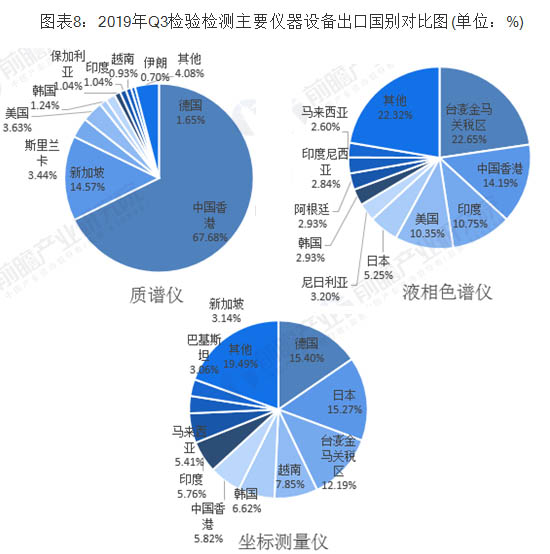 图表8：2019年Q3检验检测主要仪器设备出口国别对比图(单位：%)
保加利
亚
1.04%
印度
1.04%
越南
0.93%
伊朗
0.70%
其他
4.08%
韩国
1.24%
美国
3.63%
斯里兰
卡
3.44%
新加坡
14.57%
德国
1.65%
中国香
港
67.68%
质谱仪
其他
22.32%
台澎金马
关税区
22.65%
马来西亚
2.60%
印度尼西
亚
2.84%
阿根廷
2.93%
韩国
2.93%
尼日利亚
3.20%
日本
5.25%
美国
10.35%
印度
10.75%
中国香港
14.19%
液相色谱仪
新加坡
3.14%
巴基斯
坦
3.06%
其他
19.49%
德国
15.40%
日本
15.27%
台澎金
马关税
区
12.19%
越南
7.85%
韩国
6.62%
中国香
港
5.82%
印度
5.76%
马来西
亚
5.41%
坐标测量仪